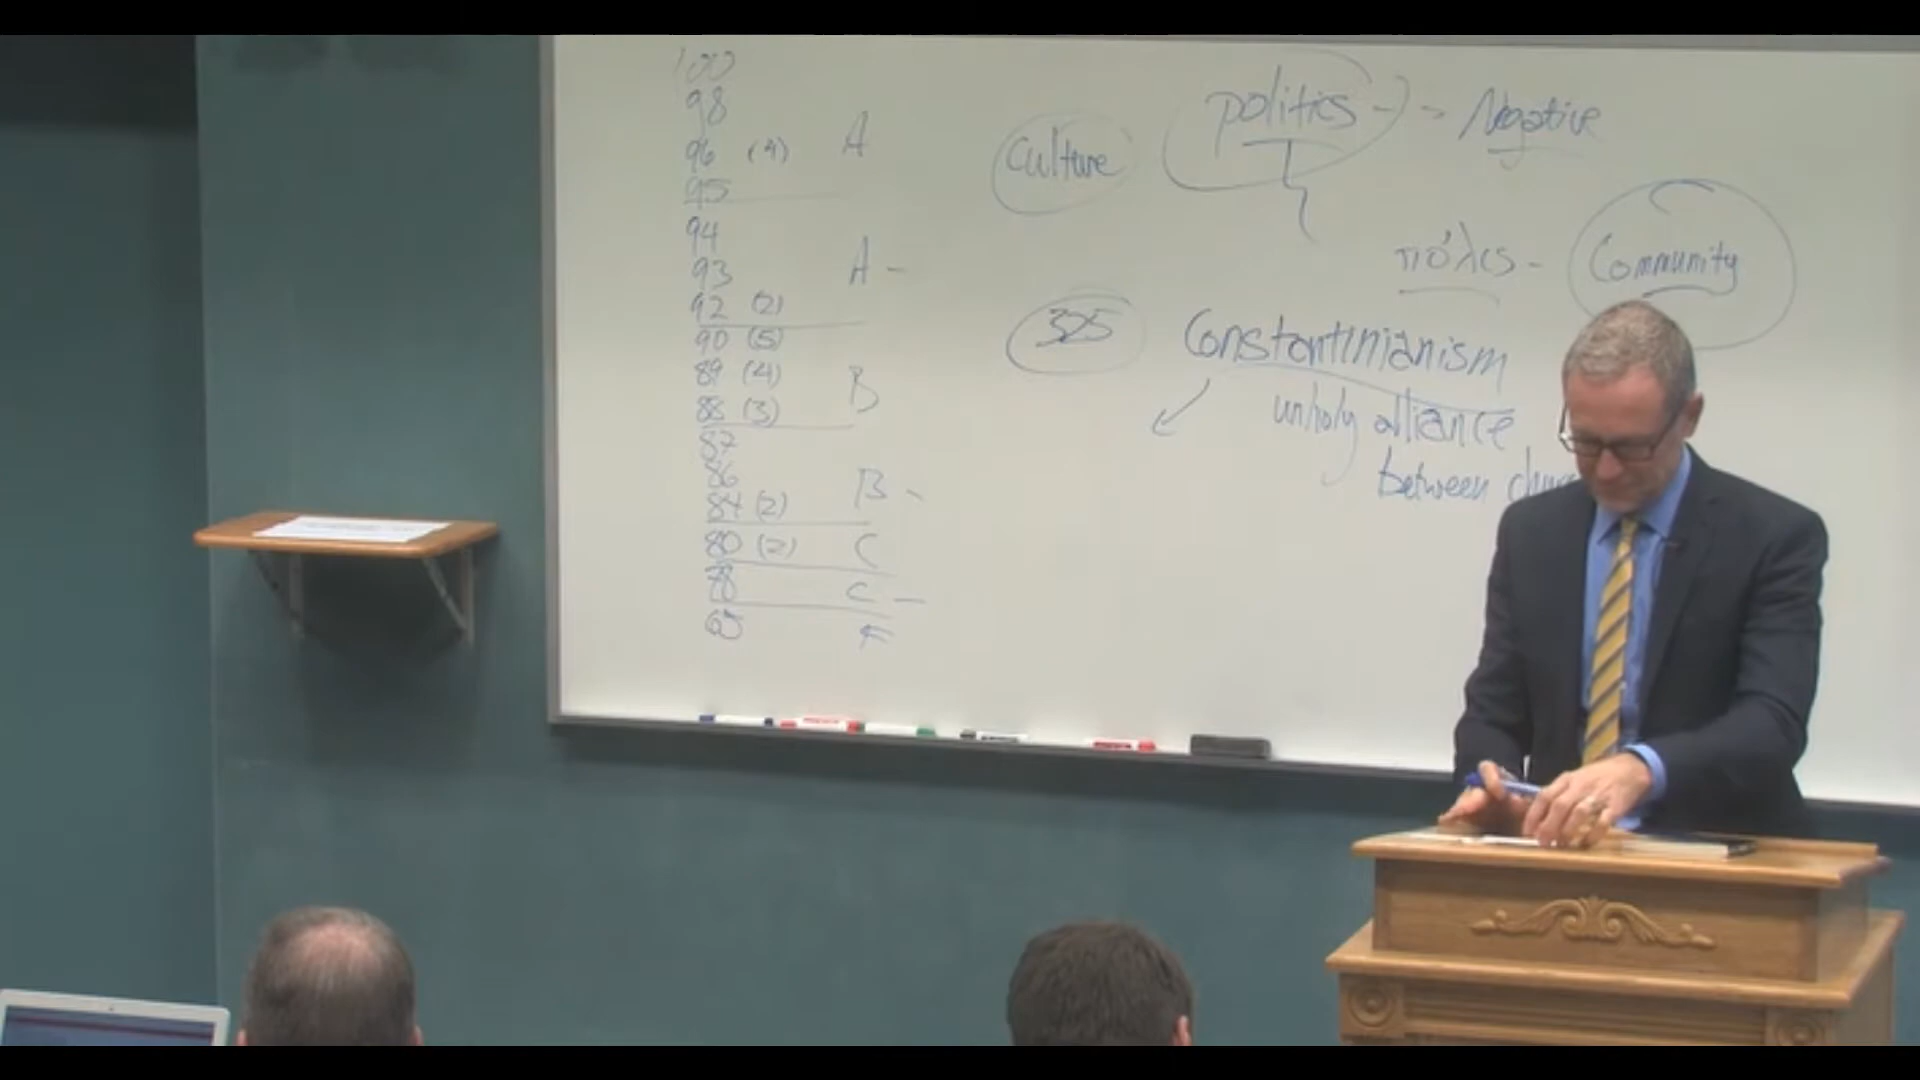 100
98
96 (4) A
95
94
93 A-
92 (2)
90 (5)
89 (4) B
88 (3)
87
86 B-
84 (2)
80 (2) C
78 C-
65 F
Culture politics - Negative
πόλις - Community
325 Constantinianism
unholy alliance
between